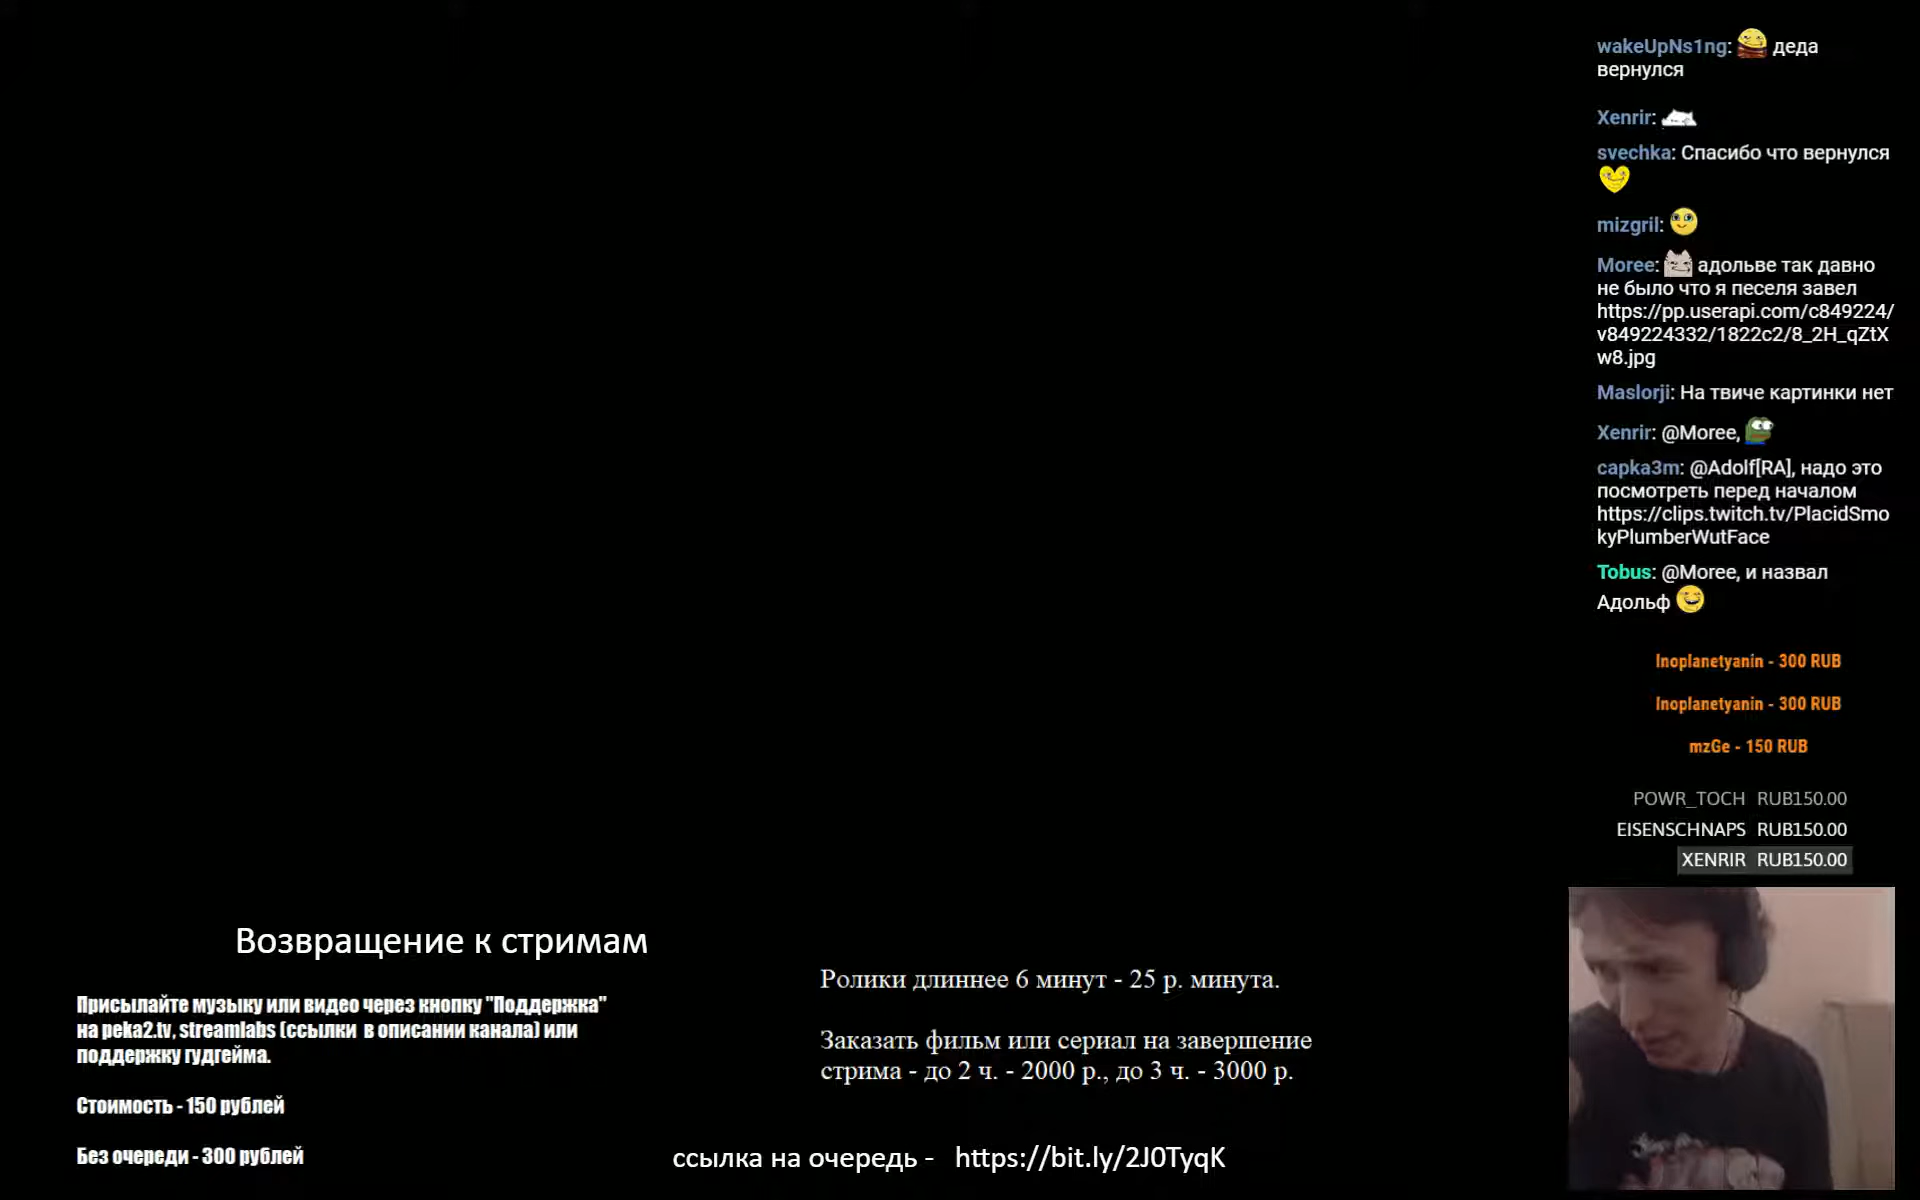 wakeUpNs1ng: деда
вернулся
Xenrir:
svechka: Спасибо что вернулся
mizgril:
Moree: адольве так давно
не было что я песеля завел
https://pp.userapi.com/c849224/
v849224332/1822c2/8_2H_qZtX
w8.jpg
Maslorji: На твиче картинки нет
Xenrir: @Moree,
capka3m: @Adolf[RA], надо это
посмотреть перед началом
https://clips.twitch.tv/PlacidSmo
kyPlumberWutFace
Tobus: @Moree, и назвал
Адольф
Inoplanetyanin - 300 RUB
Inoplanetyanin - 300 RUB
mzGe - 150 RUB
POWR_TOCH RUB150.00
EISENSCHNAPS RUB150.00
XENRIR RUB150.00
Возвращение к стримам
Присылайте музыку или видео через кнопку "Поддержка"
на peka2.tv, streamlabs (ссылки в описании канала) или
поддержку гудгейма.
Стоимость - 150 рублей
Без очереди - 300 рублей
Ролики длиннее 6 минут - 25 р. минута.
Заказать фильм или сериал на завершение
стрима - до 2 ч. - 2000 р., до 3 ч. - 3000 р.
ссылка на очередь - https://bit.ly/2J0TyqK